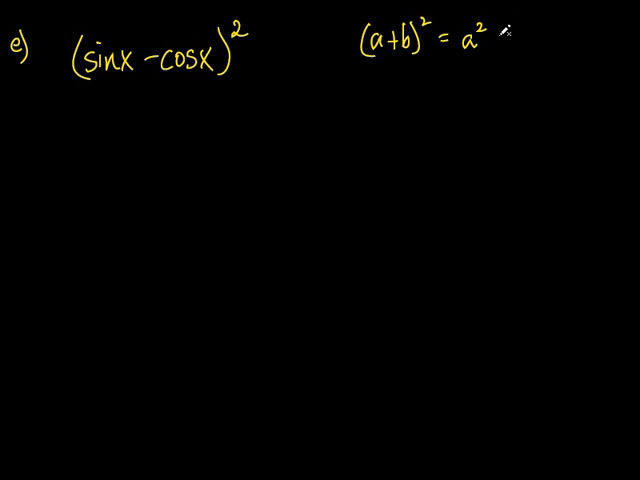 e) (sinx - cosx)² (a+b)² = a²